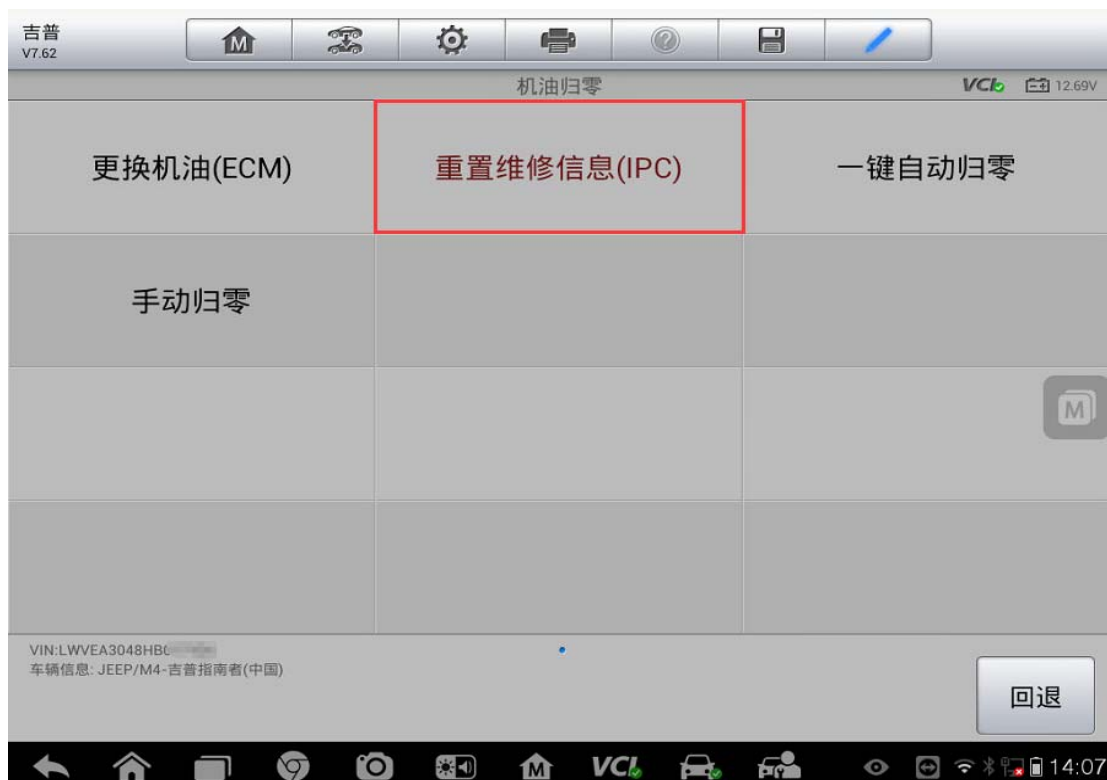 吉普
V7.62
M
机油归零
VCI
12.69V
更换机油(ECM)
重置维修信息(IPC)
一键自动归零
手动归零
M
VIN:LWVEA3048HB
车辆信息: JEEP/M4-吉普指南者(中国)
回退
M
VCI
14:07